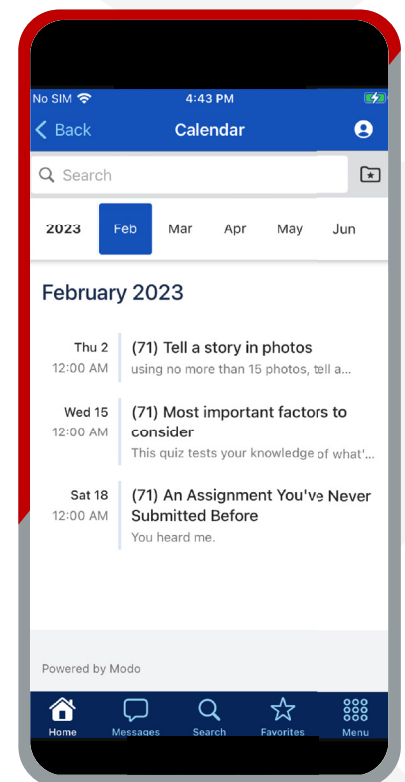 No SIM 4:43 PM
Back Calendar
Search
2023 Feb Mar Apr May Jun
February 2023
Thu 2 (71) Tell a story in photos
12:00 AM using no more than 15 photos, tell a...
Wed 15 (71) Most important factors to
12:00 AM consider
This quiz tests your knowledge of what'...
Sat 18 (71) An Assignment You've Never
12:00 AM Submitted Before
You heard me.
Powered by Modo
Home Messages Search Favorites Menu